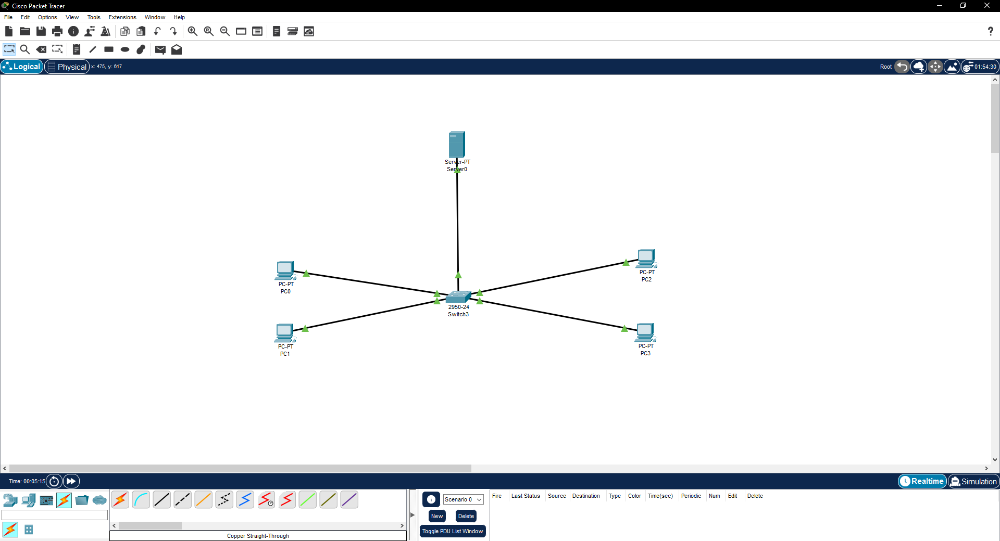 Cisco Packet Tracer
File Edit Options View Tools Extensions Window Help
Logical Physical x: 475, y: 617 Root 01:54:30
Server-PT
Server0
PC-PT
PC2
PC-PT
PC0
2950-24
Switch3
PC-PT
PC1
PC-PT
PC3
Time: 00:05:15 Realtime Simulation
Scenario 0 Fire Last Status Source Destination Type Color Time(sec) Periodic Num Edit Delete
New Delete
Toggle PDU List Window
Copper Straight-Through